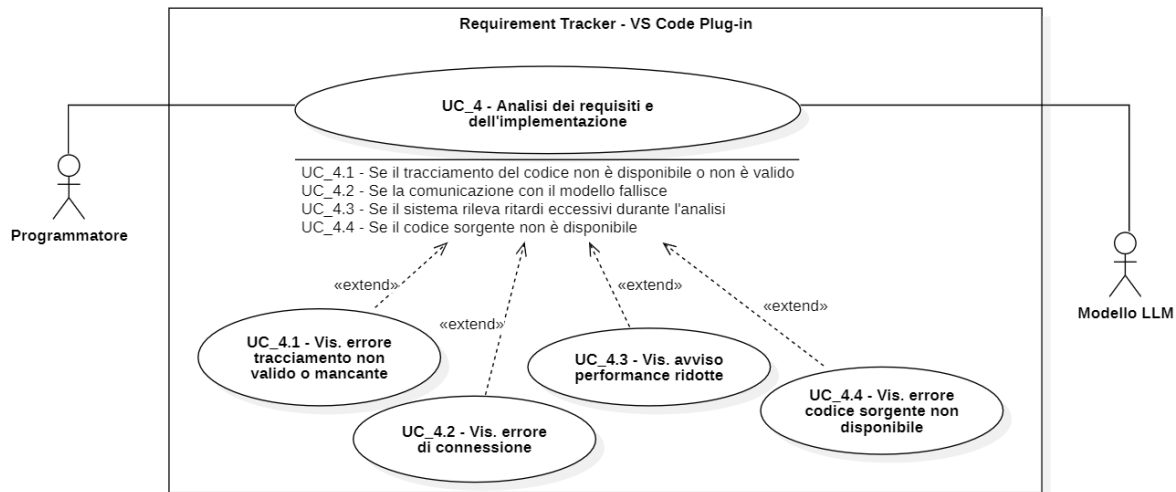 Requirement Tracker - VS Code Plug-in
UC_4 - Analisi dei requisiti e
dell'implementazione
UC_4.1 - Se il tracciamento del codice non è disponibile o non è valido
UC_4.2 - Se la comunicazione con il modello fallisce
UC_4.3 - Se il sistema rileva ritardi eccessivi durante l'analisi
UC_4.4 - Se il codice sorgente non è disponibile
Programmatore
Modello LLM
«extend»
«extend»
«extend»
«extend»
UC_4.1 - Vis. errore
tracciamento non
valido o mancante
UC_4.2 - Vis. errore
di connessione
UC_4.3 - Vis. avviso
performance ridotte
UC_4.4 - Vis. errore
codice sorgente non
disponibile